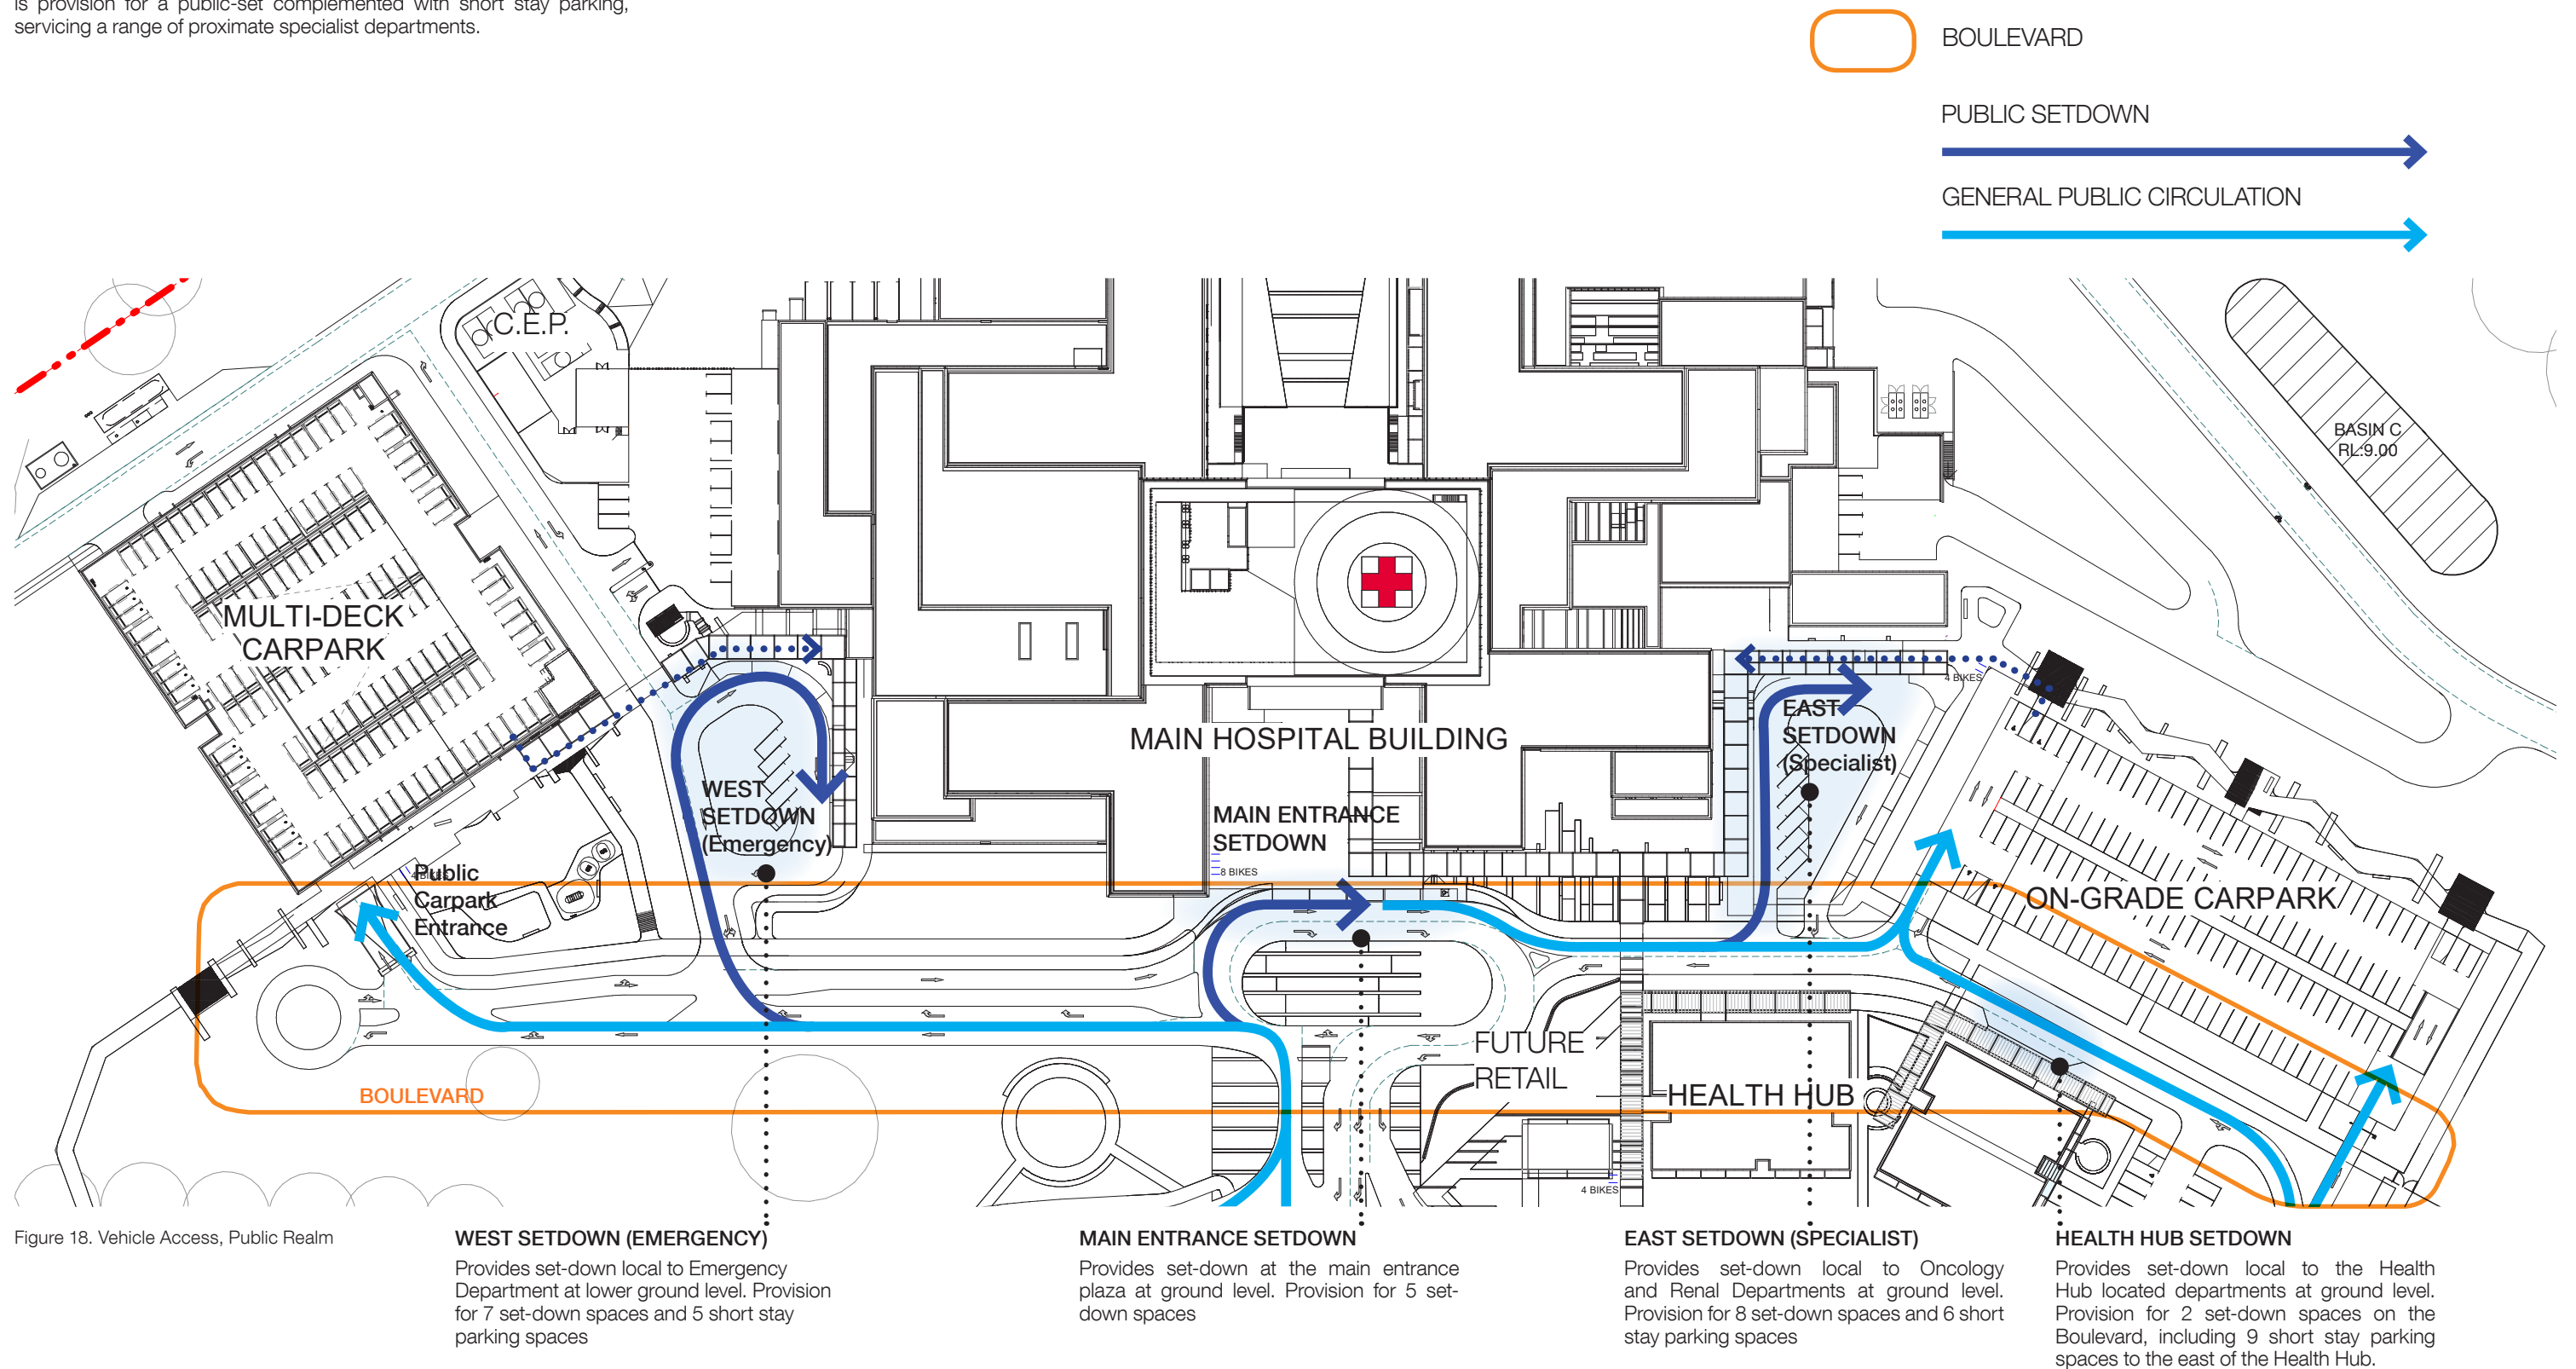 is provision for a public-set complemented with short stay parking,
servicing a range of proximate specialist departments.
BOULEVARD
PUBLIC SETDOWN
GENERAL PUBLIC CIRCULATION
C.E.P.
BASIN C
RL:9.00
MULTI-DECK
CARPARK
MAIN HOSPITAL BUILDING
4 BIKES
EAST
SETDOWN
(Specialist)
WEST
SETDOWN
(Emergency)
MAIN ENTRANCE
SETDOWN
8 BIKES
4 BIKES
Public
Carpark
Entrance
ON-GRADE CARPARK
FUTURE
RETAIL
HEALTH HUB
BOULEVARD
4 BIKES
Figure 18. Vehicle Access, Public Realm
WEST SETDOWN (EMERGENCY)
Provides set-down local to Emergency
Department at lower ground level. Provision
for 7 set-down spaces and 5 short stay
parking spaces
MAIN ENTRANCE SETDOWN
Provides set-down at the main entrance
plaza at ground level. Provision for 5 set-
down spaces
EAST SETDOWN (SPECIALIST)
Provides set-down local to Oncology
and Renal Departments at ground level.
Provision for 8 set-down spaces and 6 short
stay parking spaces
HEALTH HUB SETDOWN
Provides set-down local to the Health
Hub located departments at ground level.
Provision for 2 set-down spaces on the
Boulevard, including 9 short stay parking
spaces to the east of the Health Hub.